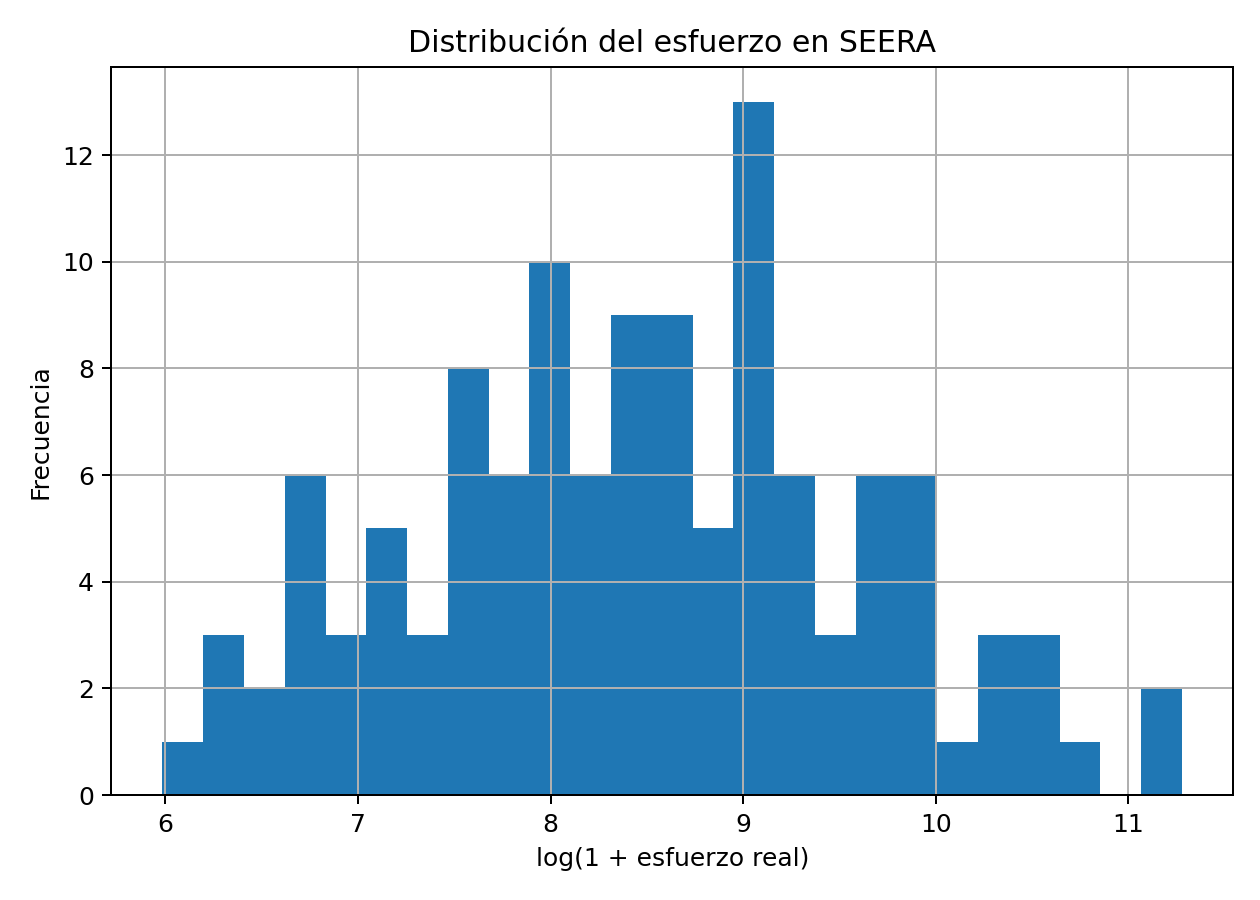 Distribución del esfuerzo en SEERA
Frecuencia
12
10
8
6
4
2
0
6 7 8 9 10 11
log(1 + esfuerzo real)